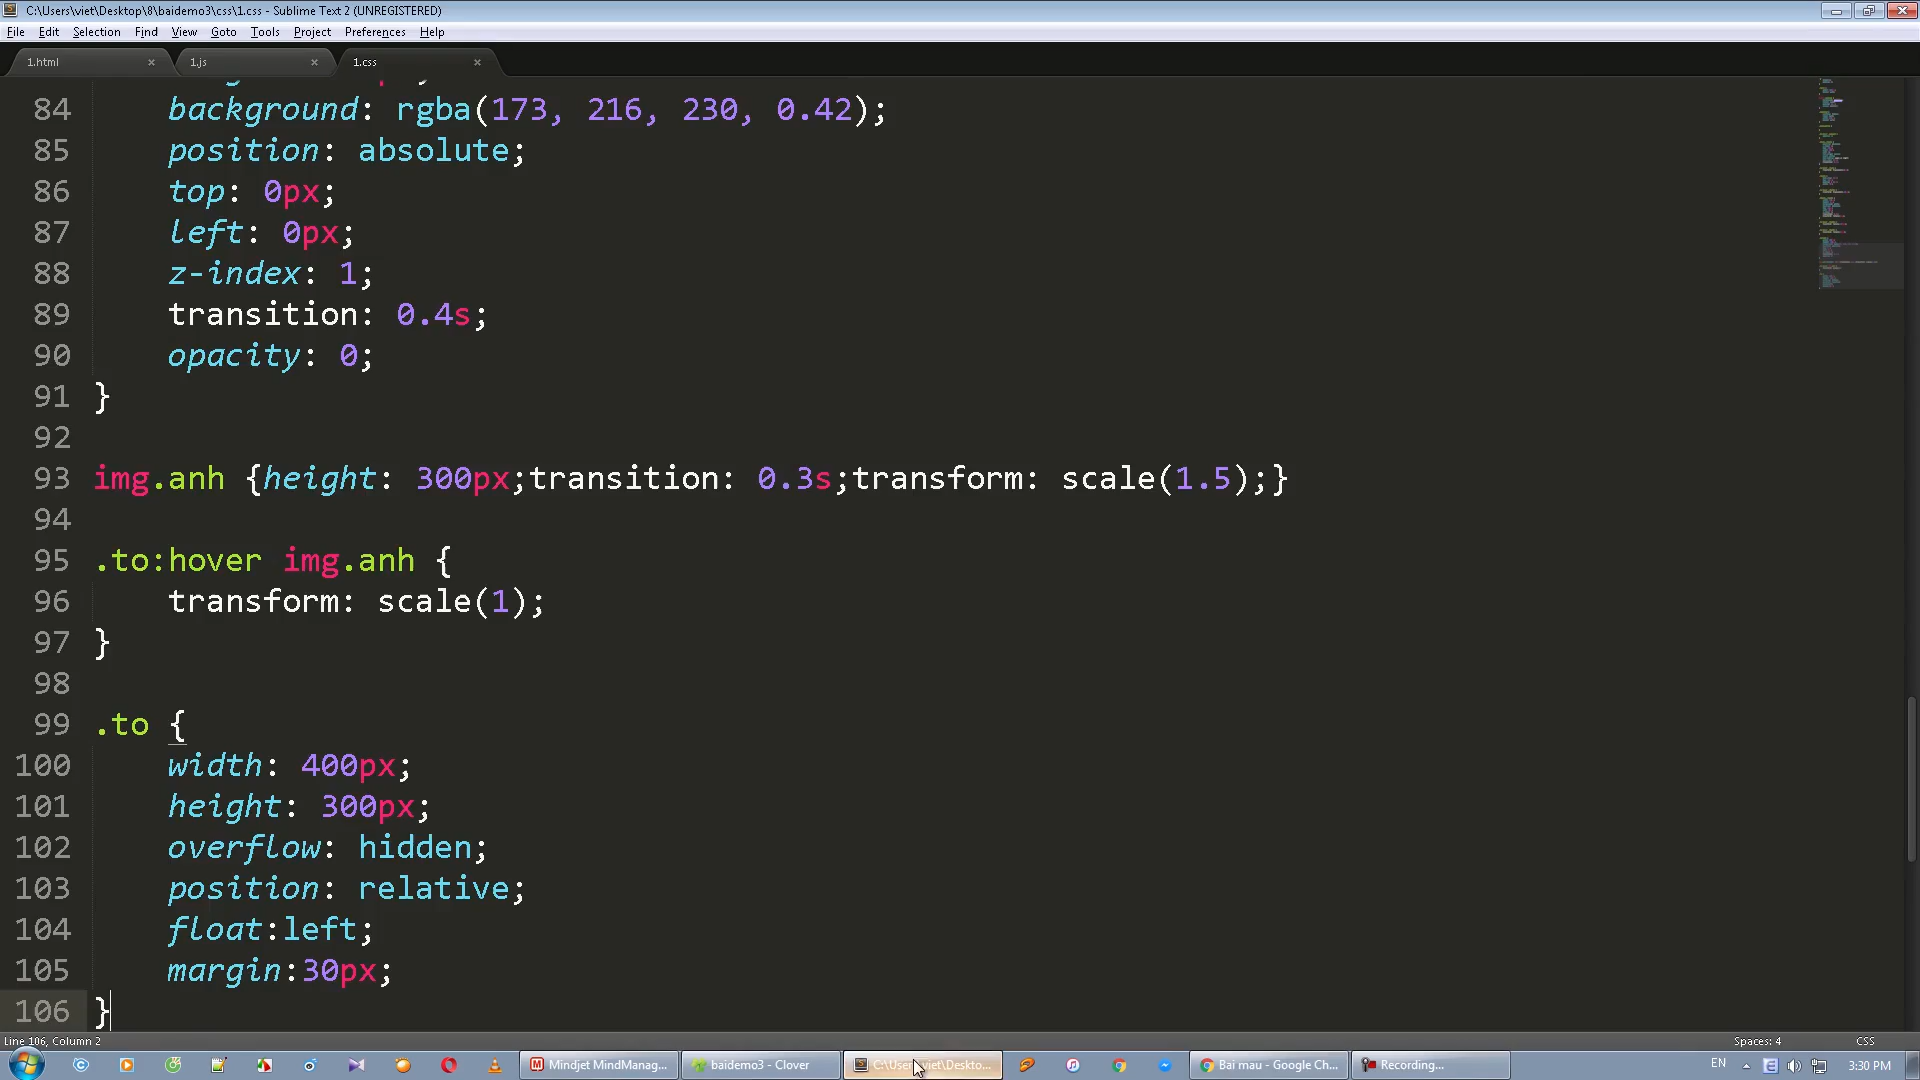 C:\Users\viet\Desktop\8\baidemo3\css\1.css - Sublime Text 2 (UNREGISTERED)
File Edit Selection Find View Goto Tools Project Preferences Help
1.html × 1.js × 1.css ×
84 background: rgba(173, 216, 230, 0.42);
85 position: absolute;
86 top: 0px;
87 left: 0px;
88 z-index: 1;
89 transition: 0.4s;
90 opacity: 0;
91 }
92
93 img.anh {height: 300px;transition: 0.3s;transform: scale(1.5);}
94
95 .to:hover img.anh {
96 transform: scale(1);
97 }
98
99 .to {
100 width: 400px;
101 height: 300px;
102 overflow: hidden;
103 position: relative;
104 float:left;
105 margin:30px;
106 }
Line 106, Column 2 Spaces: 4 CSS
Mindjet MindManag... baidemo3 - Clover Bai mau - Google Ch... Recording... EN 3:30 PM